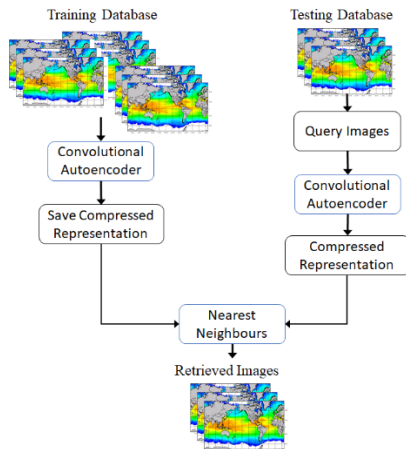 Training Database
Testing Database
Query Images
Convolutional
Autoencoder
Convolutional
Autoencoder
Save Compressed
Representation
Compressed
Representation
Nearest
Neighbours
Retrieved Images